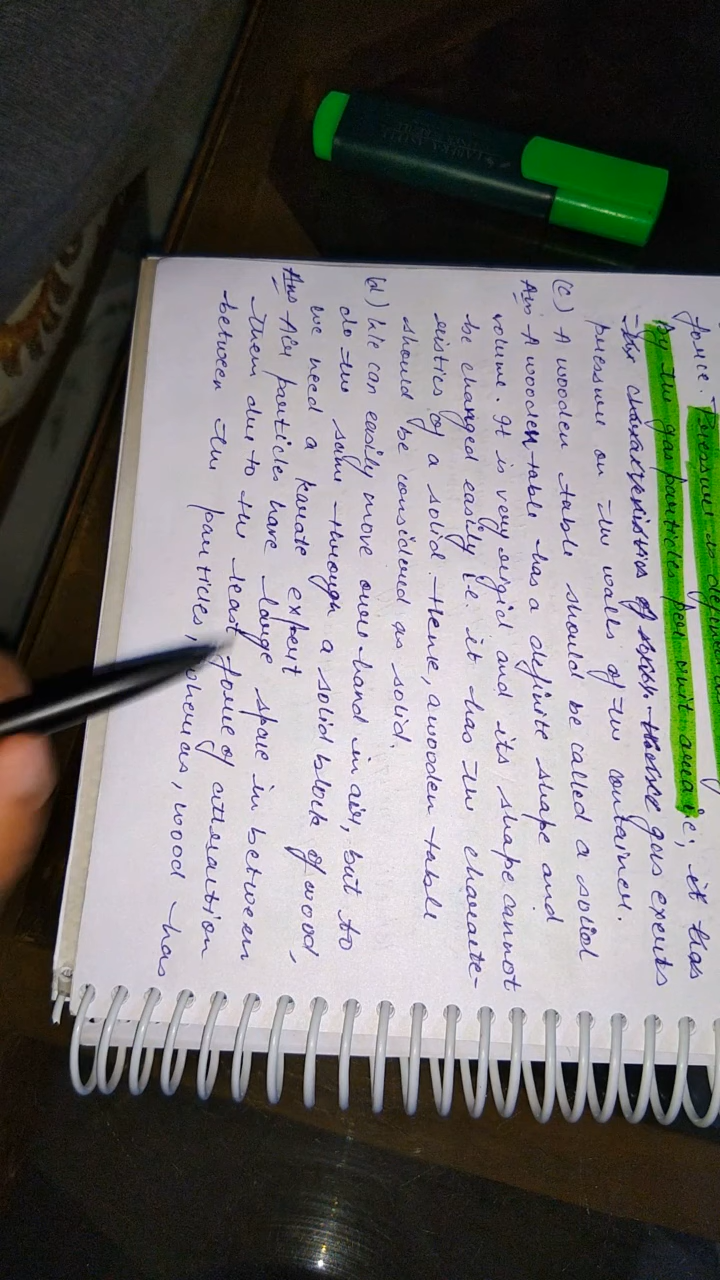 force. Pressure is
by the gas particles per unit area i.e; it has
the characteristics of gas exerts
pressure on the walls of the container.
(c) A wooden table should be called a solid
Ans A wooden table has a definite shape and
volume. It is very rigid and its shape cannot
be changed easily i.e. it has the characte-
ristics of a solid. Hence, a wooden table
should be considered as solid.
(d) We can easily move our hand in air, but to
do the same through a solid block of wood,
we need a karate expert
Ans Air particles have large space in between
them due to the least force of attraction
between the particles, whereas, wood has